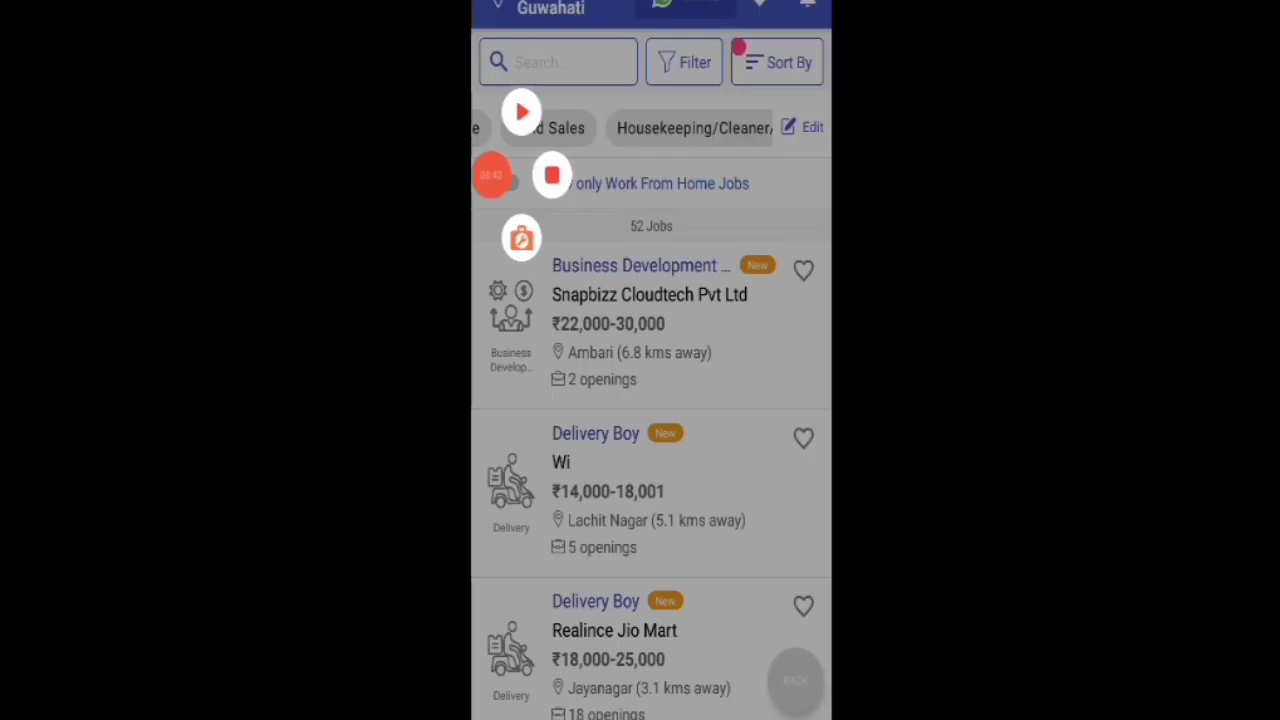 Guwahati
Search...
Filter
Sort By
e
d Sales
Housekeeping/Cleaner/
Edit
08:42
only Work From Home Jobs
52 Jobs
Business Development ...
New
Snapbizz Cloudtech Pvt Ltd
₹22,000-30,000
Business
Develop...
Ambari (6.8 kms away)
2 openings
Delivery Boy
New
Wi
₹14,000-18,001
Lachit Nagar (5.1 kms away)
Delivery
5 openings
Delivery Boy
New
Realince Jio Mart
₹18,000-25,000
BACK
Jayanagar (3.1 kms away)
Delivery
18 openings